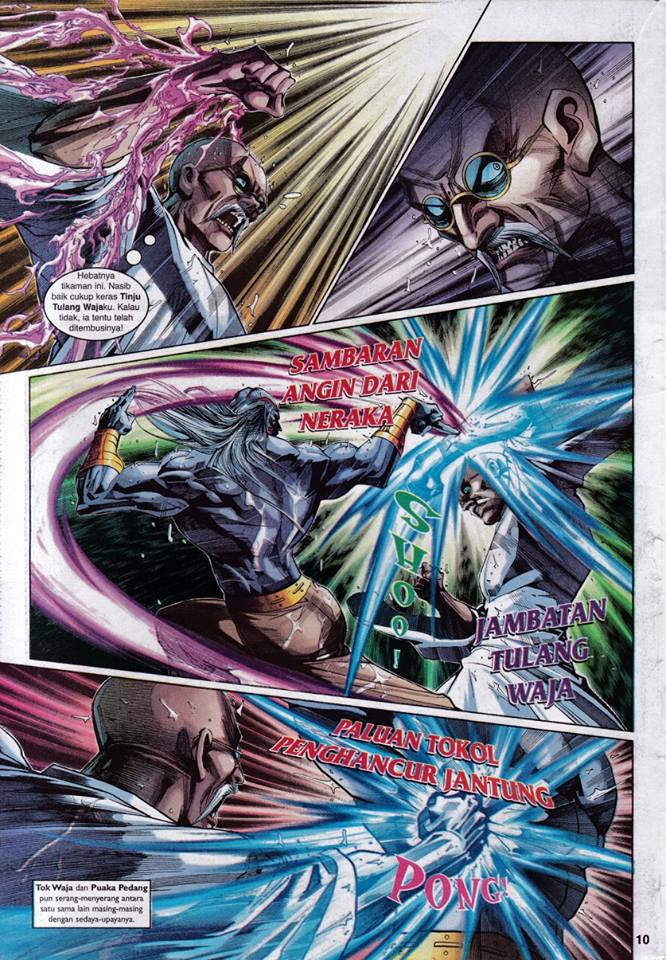 Hebatnya
tikaman ini. Nasib
baik cukup keras Tinju
Tulang Wajaku. Kalau
tidak, ia tentu telah
ditembusinya!
SAMBARAN
ANGIN DARI
NERAKA
SHOO!
JAMBATAN
TULANG
WAJA
PALUAN TOKOL
PENGHANCUR JANTUNG
PONG!
Tok Waja dan Puaka Pedang
pun serang-menyerang antara
satu sama lain masing-masing
dengan sedaya-upayanya.
10